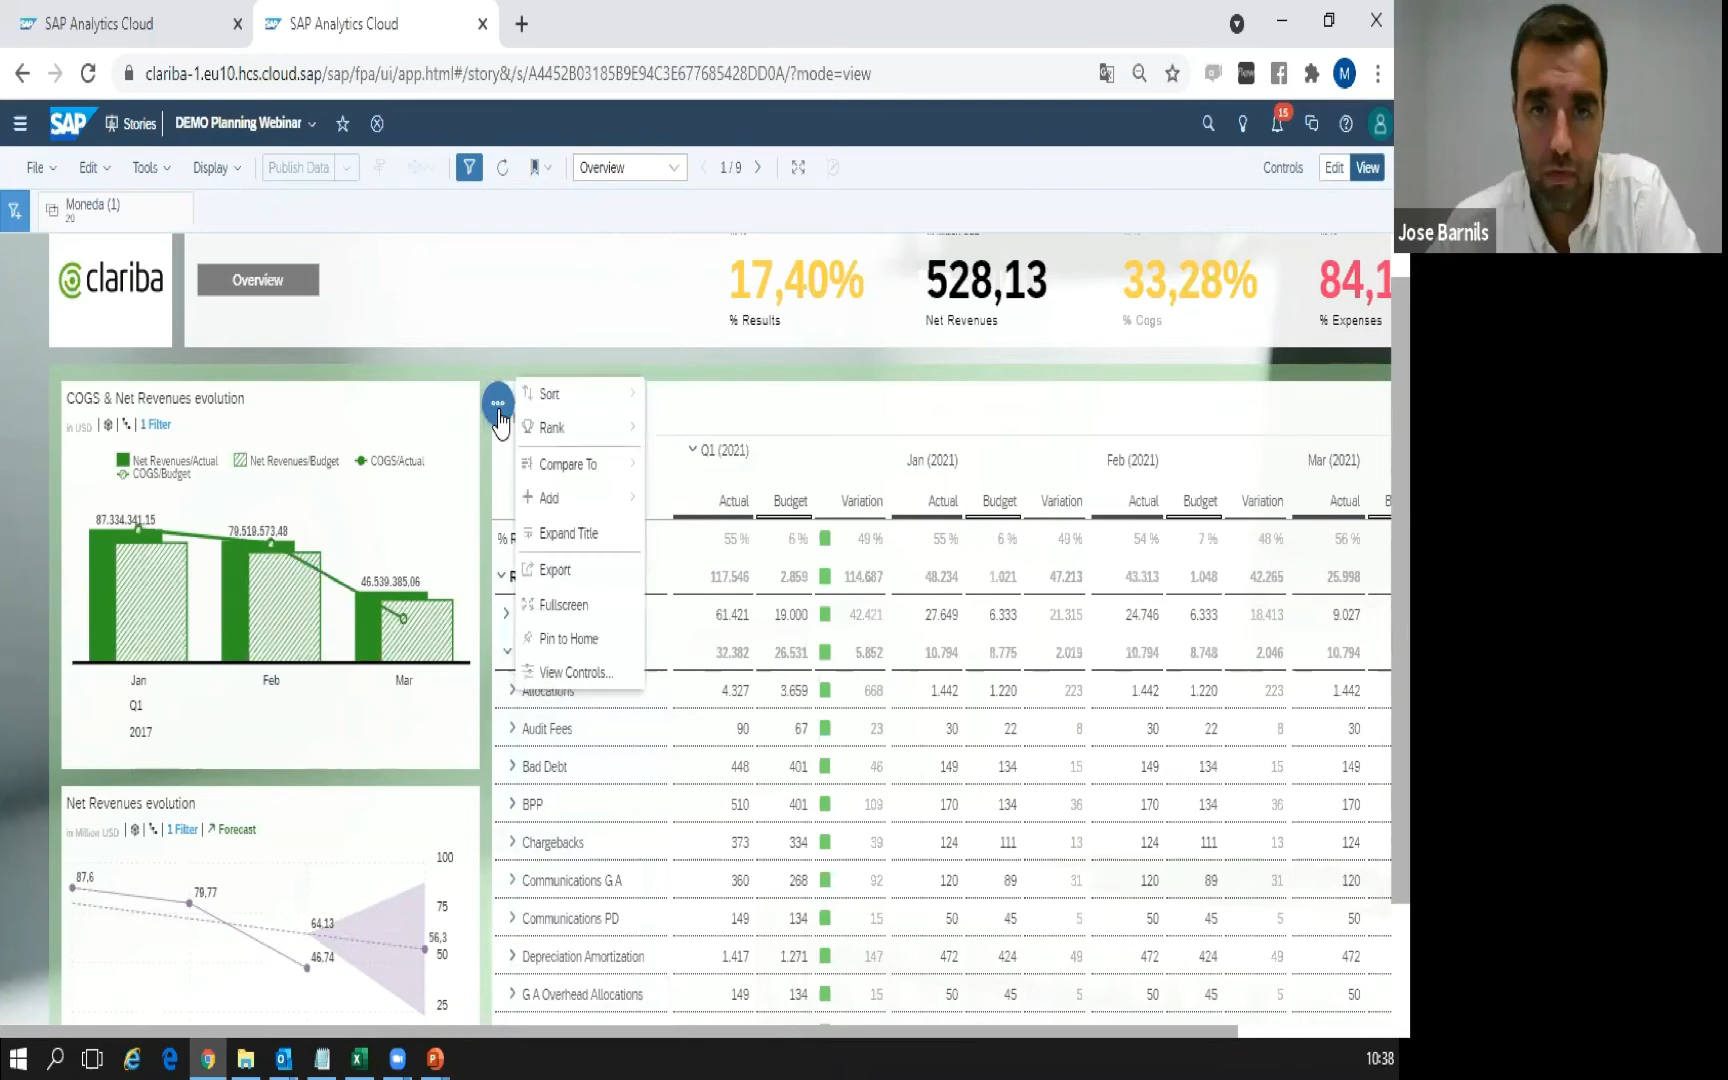 SAP Analytics Cloud
SAP Analytics Cloud
clariba-1.eu10.hcs.cloud.sap/sap/fpa/ui/app.html#/story&/s/A4452B03185B9E94C3E677685428DD0A/?mode=view
M
SAP Stories DEMO Planning Webinar
15
File Edit Tools Display Publish Data Overview 1/9 Controls Edit View
Moneda (1)
20
clariba
Overview
17,40% 528,13 33,28% 84,1
% Results Net Revenues % Cogs % Expenses
Jose Barnils
COGS & Net Revenues evolution
in USD 1 Filter
Net Revenues/Actual Net Revenues/Budget COGS/Actual
COGS/Budget
87.334.341,15
79.519.573,48
46.539.385,06
Jan Feb Mar
Q1
2017
Net Revenues evolution
in Million USD 1 Filter Forecast
100
87,6
79,77
75
64,13
56,3
50
46,74
25
Sort
Rank
Compare To
Add
Expand Title
Export
Fullscreen
Pin to Home
View Controls...
Q1 (2021) Jan (2021) Feb (2021) Mar (2021)
Actual Budget Variation Actual Budget Variation Actual Budget Variation Actual B
55 % 6 % 49 % 55 % 6 % 49 % 54 % 7 % 48 % 56 %
117.546 2.859 114.687 48.234 1.021 47.213 43.313 1.048 42.265 25.998
61.421 19.000 42.421 27.649 6.333 21.315 24.746 6.333 18.413 9.027
32.382 26.531 5.852 10.794 8.775 2.019 10.794 8.748 2.046 10.794
Allocations 4.327 3.659 668 1.442 1.220 223 1.442 1.220 223 1.442
Audit Fees 90 67 23 30 22 8 30 22 8 30
Bad Debt 448 401 46 149 134 15 149 134 15 149
BPP 510 401 109 170 134 36 170 134 36 170
Chargebacks 373 334 39 124 111 13 124 111 13 124
Communications G A 360 268 92 120 89 31 120 89 31 120
Communications PD 149 134 15 50 45 5 50 45 5 50
Depreciation Amortization 1.417 1.271 147 472 424 49 472 424 49 472
G A Overhead Allocations 149 134 15 50 45 5 50 45 5 50
10:38